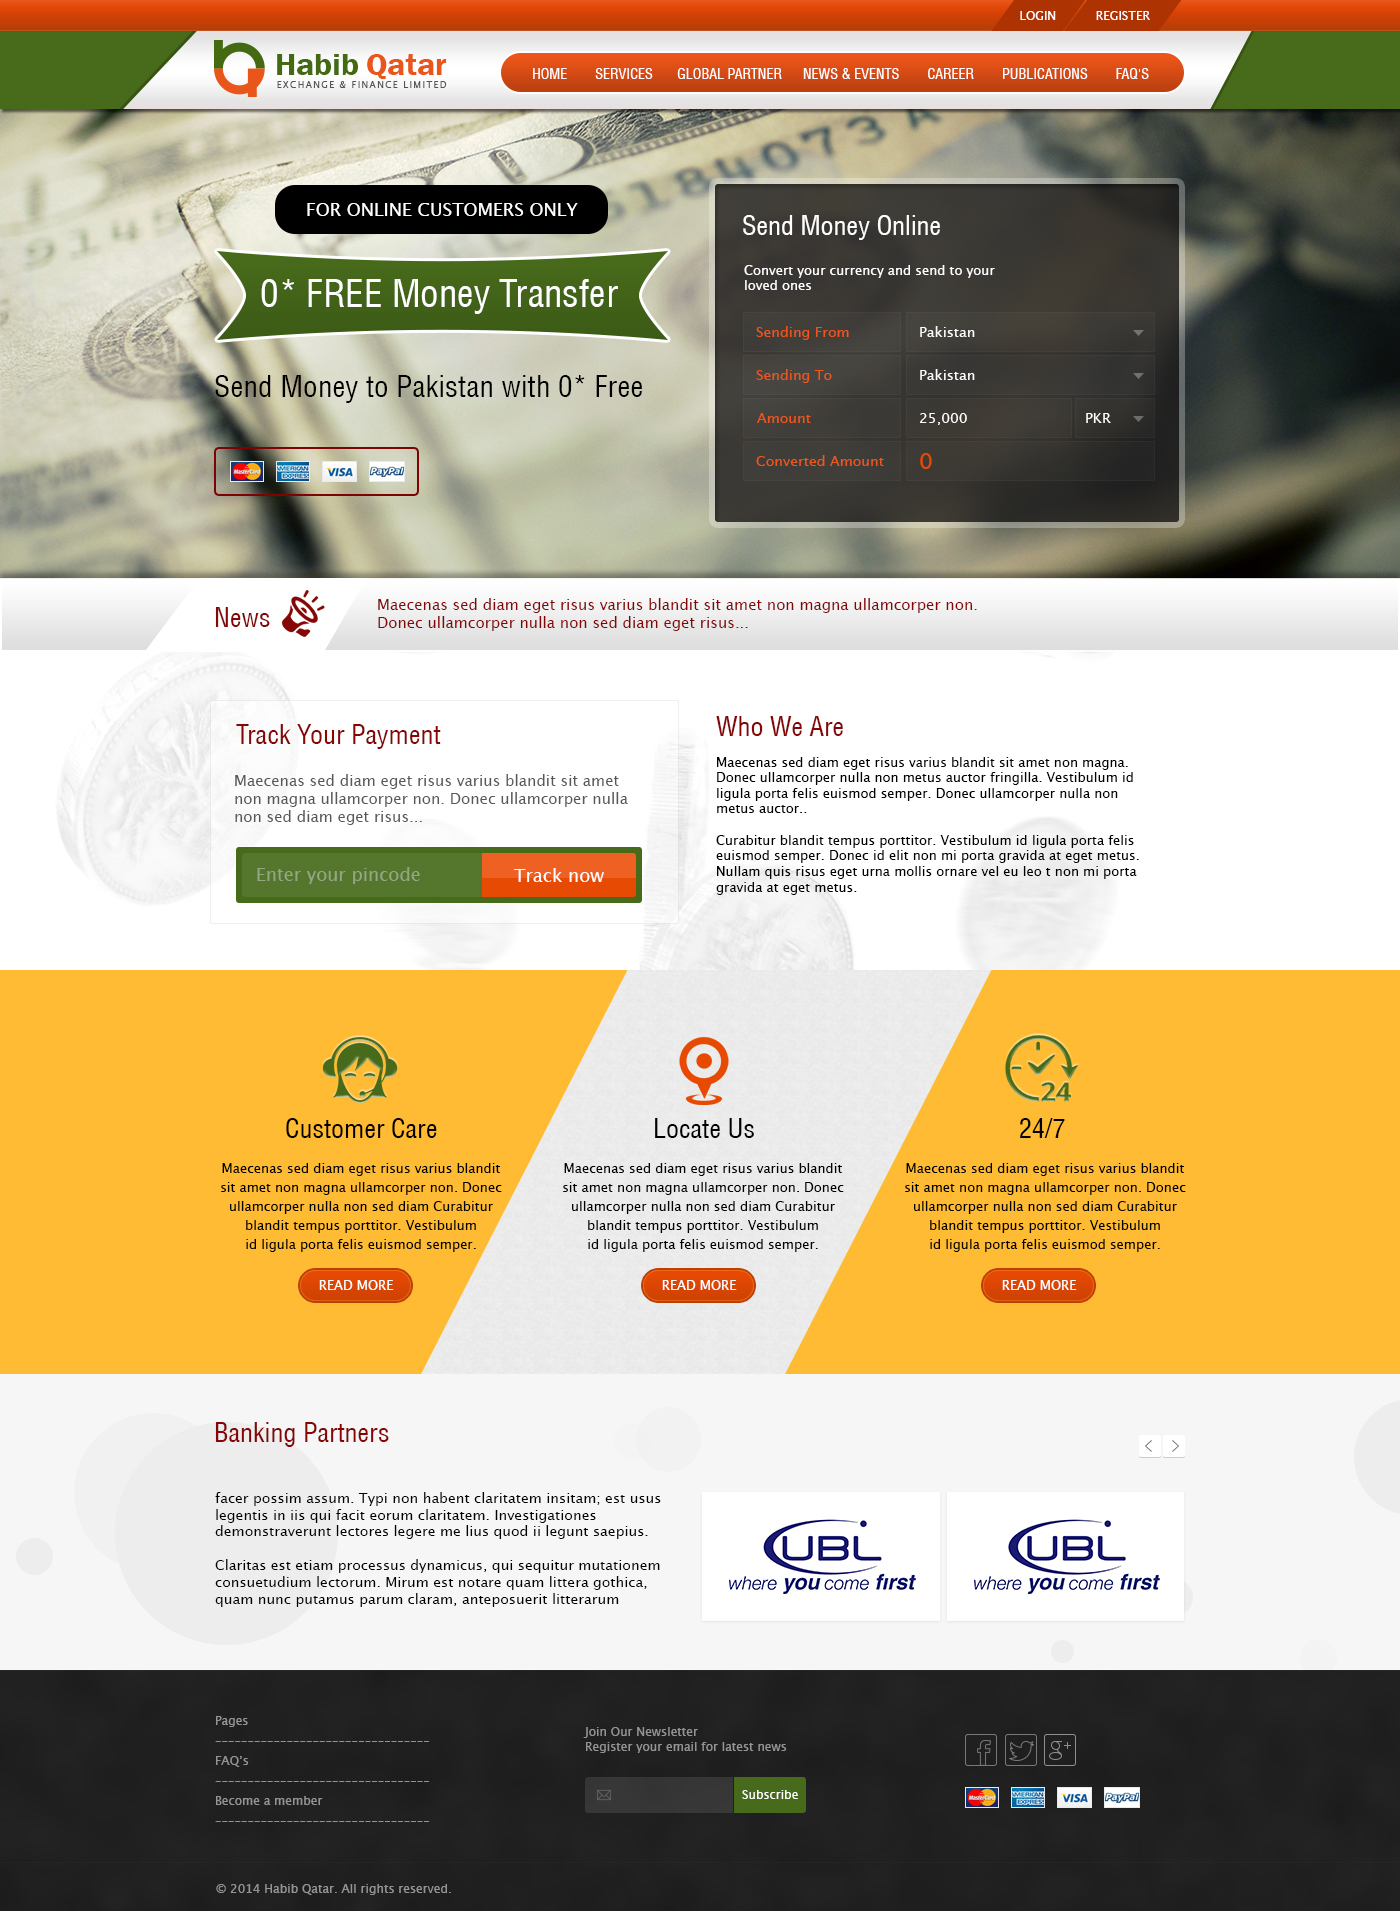 LOGIN
REGISTER
Habib Qatar
EXCHANGE & FINANCE LIMITED
HOME
SERVICES
GLOBAL PARTNER
NEWS & EVENTS
CAREER
PUBLICATIONS
FAQ'S
FOR ONLINE CUSTOMERS ONLY
0* FREE Money Transfer
Send Money to Pakistan with 0* Free
MasterCard
AMERICAN EXPRESS
VISA
PayPal
Send Money Online
Convert your currency and send to your
loved ones
Sending From
Pakistan
Sending To
Pakistan
Amount
25,000
PKR
Converted Amount
0
News
Maecenas sed diam eget risus varius blandit sit amet non magna ullamcorper non.
Donec ullamcorper nulla non sed diam eget risus...
Track Your Payment
Maecenas sed diam eget risus varius blandit sit amet
non magna ullamcorper non. Donec ullamcorper nulla
non sed diam eget risus...
Enter your pincode
Track now
Who We Are
Maecenas sed diam eget risus varius blandit sit amet non magna.
Donec ullamcorper nulla non metus auctor fringilla. Vestibulum id
ligula porta felis euismod semper. Donec ullamcorper nulla non
metus auctor..
Curabitur blandit tempus porttitor. Vestibulum id ligula porta felis
euismod semper. Donec id elit non mi porta gravida at eget metus.
Nullam quis risus eget urna mollis ornare vel eu leo t non mi porta
gravida at eget metus.
Customer Care
Maecenas sed diam eget risus varius blandit
sit amet non magna ullamcorper non. Donec
ullamcorper nulla non sed diam Curabitur
blandit tempus porttitor. Vestibulum
id ligula porta felis euismod semper.
READ MORE
Locate Us
Maecenas sed diam eget risus varius blandit
sit amet non magna ullamcorper non. Donec
ullamcorper nulla non sed diam Curabitur
blandit tempus porttitor. Vestibulum
id ligula porta felis euismod semper.
READ MORE
24
24/7
Maecenas sed diam eget risus varius blandit
sit amet non magna ullamcorper non. Donec
ullamcorper nulla non sed diam Curabitur
blandit tempus porttitor. Vestibulum
id ligula porta felis euismod semper.
READ MORE
Banking Partners
facer possim assum. Typi non habent claritatem insitam; est usus
legentis in iis qui facit eorum claritatem. Investigationes
demonstraverunt lectores legere me lius quod ii legunt saepius.
Claritas est etiam processus dynamicus, qui sequitur mutationem
consuetudium lectorum. Mirum est notare quam littera gothica,
quam nunc putamus parum claram, anteposuerit litterarum
UBL
where you come first
UBL
where you come first
Pages
FAQ's
Become a member
Join Our Newsletter
Register your email for latest news
Subscribe
g+
MasterCard
AMERICAN EXPRESS
VISA
PayPal
© 2014 Habib Qatar. All rights reserved.